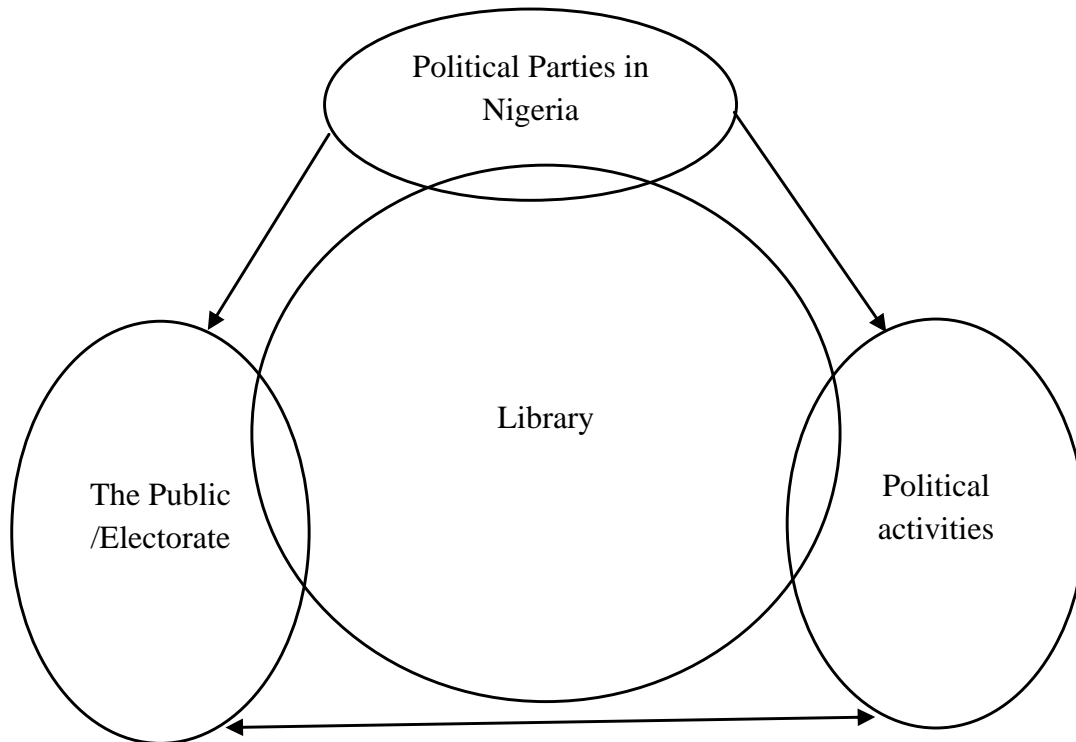 Political Parties in
Nigeria
Library
The Public
/Electorate
Political
activities